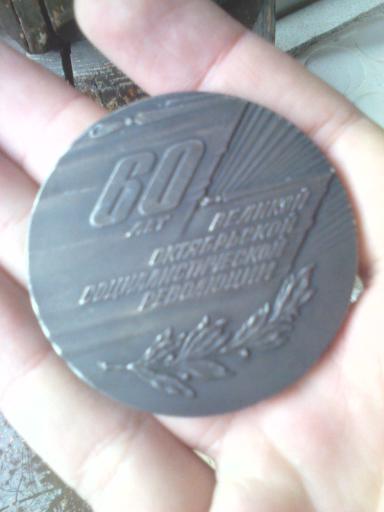 60
ЛЕТ
ВЕЛИКОЙ
ОКТЯБРЬСКОЙ
СОЦИАЛИСТИЧЕСКОЙ
РЕВОЛЮЦИИ